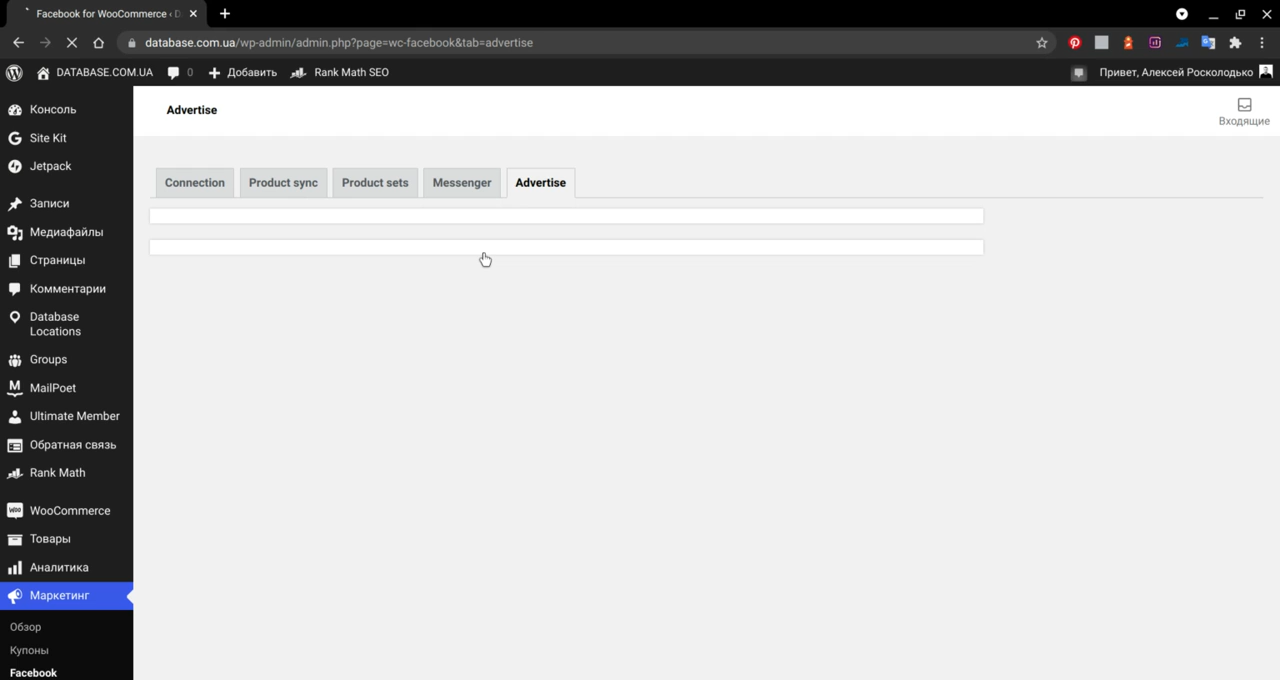 Facebook for WooCommerce ‹ D
database.com.ua/wp-admin/admin.php?page=wc-facebook&tab=advertise
DATABASE.COM.UA 0 Добавить Rank Math SEO Привет, Алексей Росколодько
Консоль
Site Kit
Jetpack
Записи
Медиафайлы
Страницы
Комментарии
Database
Locations
Groups
MailPoet
Ultimate Member
Обратная связь
Rank Math
WooCommerce
Товары
Аналитика
Маркетинг
Обзор
Купоны
Facebook
Advertise
Входящие
Connection Product sync Product sets Messenger Advertise